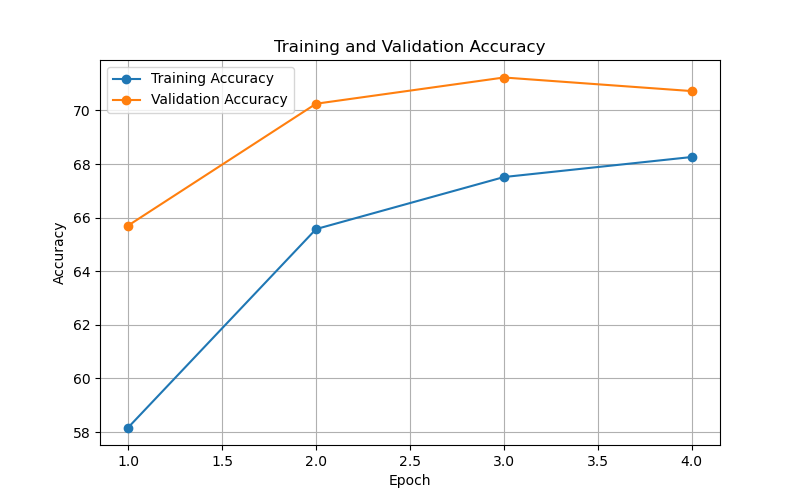 Training and Validation Accuracy
Training Accuracy
Validation Accuracy
Accuracy
70
68
66
64
62
60
58
1.0 1.5 2.0 2.5 3.0 3.5 4.0
Epoch